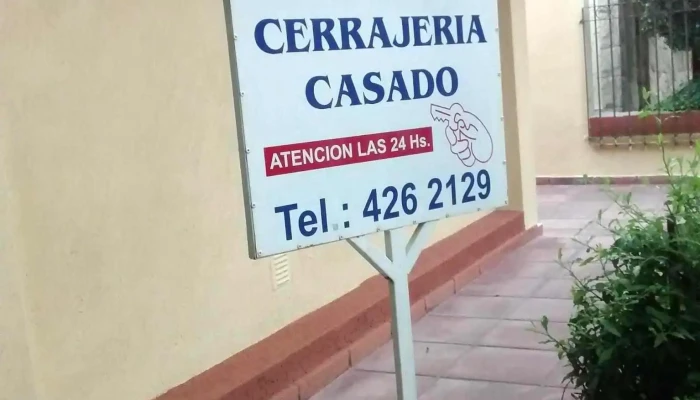 CERRAJERIA
CASADO
ATENCION LAS 24 Hs.
Tel.: 426 2129